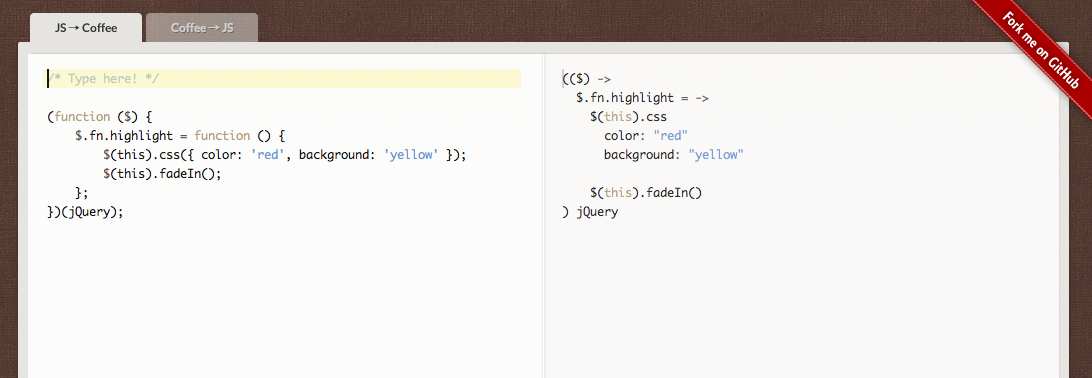 JS→Coffee
Coffee→JS
Fork me on GitHub
/* Type here! */
(function ($) {
    $.fn.highlight = function () {
        $(this).css({ color: 'red', background: 'yellow' });
        $(this).fadeIn();
    };
})(jQuery);
(($) ->
  $.fn.highlight = ->
    $(this).css
      color: "red"
      background: "yellow"
    $(this).fadeIn()
) jQuery